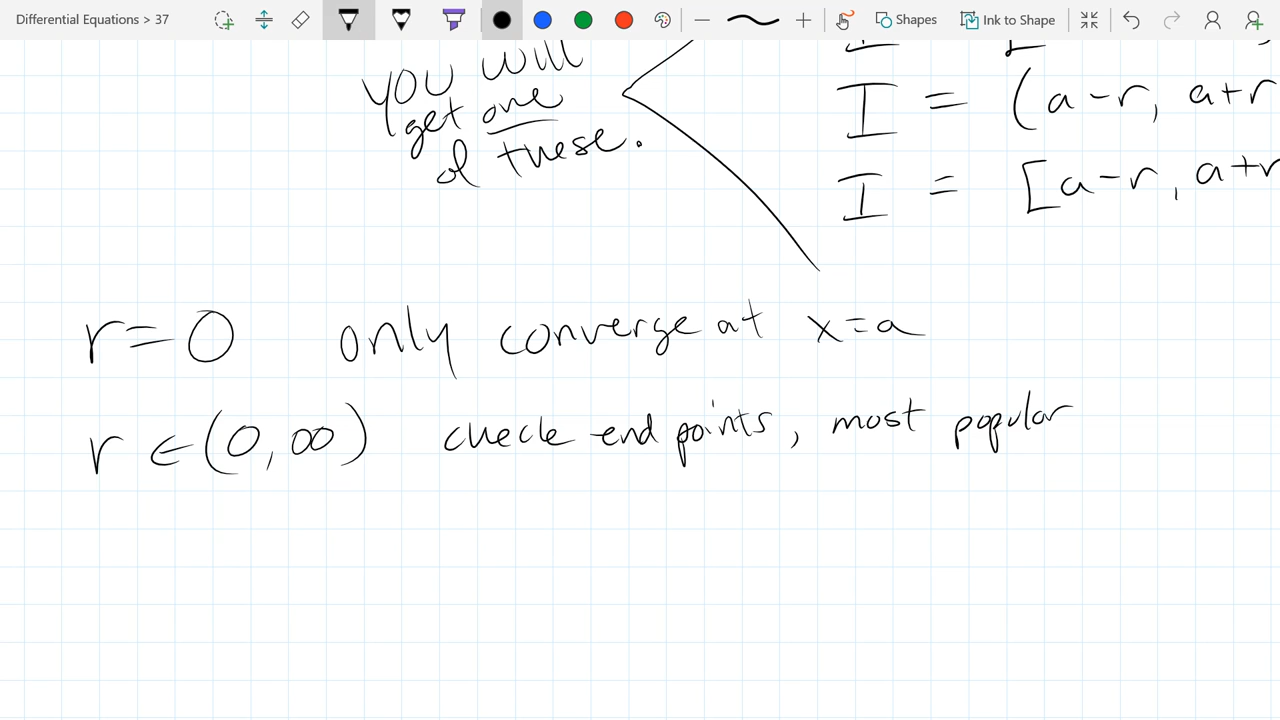 Differential Equations > 37
Shapes
Ink to Shape
you will
get one
of these.
I = (a-r, a+r
I = [a-r, a+r
r=0 only converge at x=a
r ∈ (0,∞) check end points, most popular